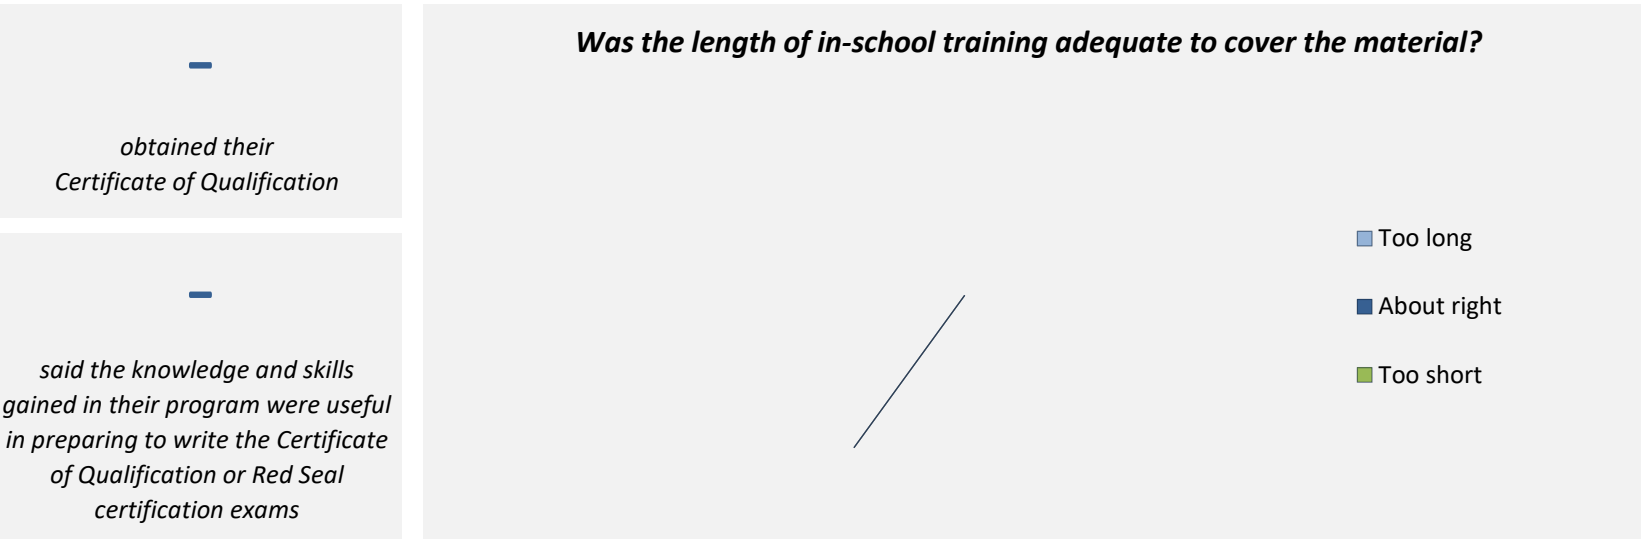 -
obtained their
Certificate of Qualification
-
said the knowledge and skills
gained in their program were useful
in preparing to write the Certificate
of Qualification or Red Seal
certification exams
Was the length of in-school training adequate to cover the material?
Too long
About right
Too short